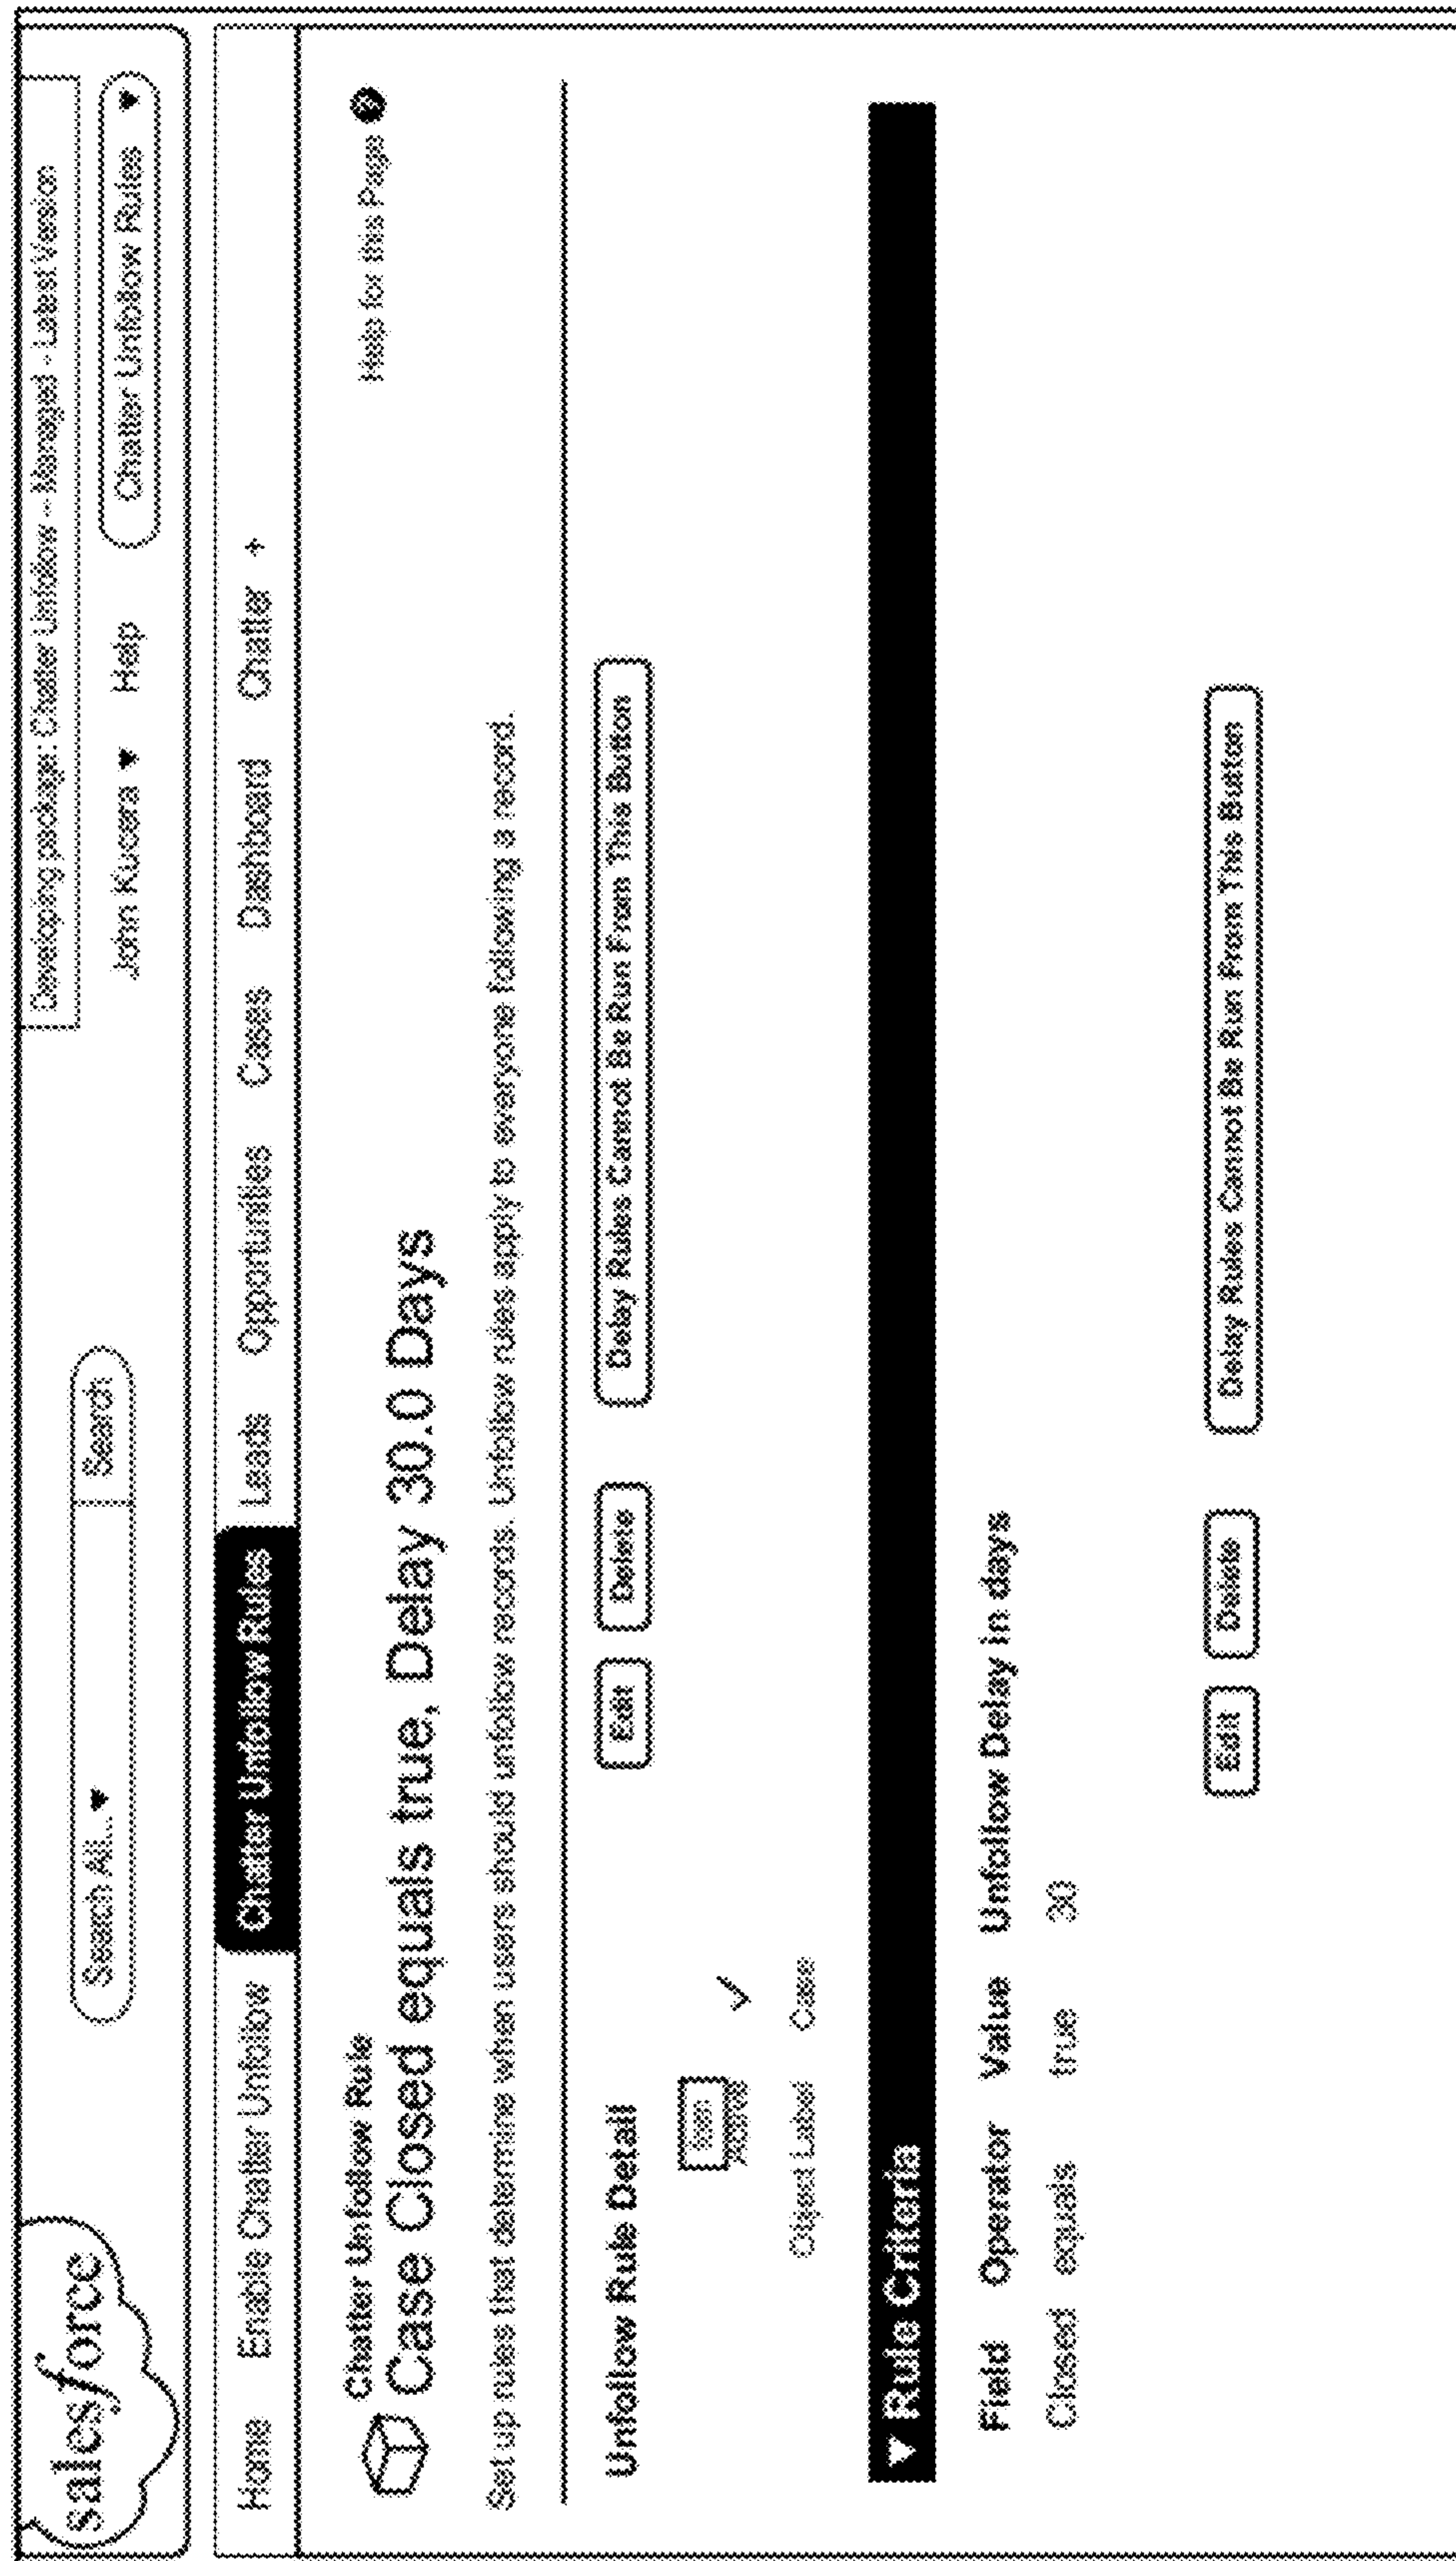 Developing package: Chatter Unfollow - Managed - Latest Version
salesforce
Search All...
Search
John Kucera
Help
Chatter Unfollow Rules
Home
Enable Chatter Unfollow
Chatter Unfollow Rules
Leads
Opportunities
Cases
Dashboard
Chatter
+
Chatter Unfollow Rule
Case Closed equals true, Delay 30.0 Days
Help for this Page ?
Set up rules that determine when users should unfollow records. Unfollow rules apply to everyone following a record.
Unfollow Rule Detail
Edit
Delete
Delay Rules Cannot Be Run From This Button
Active
Object Label Case
Rule Criteria
Field Operator Value Unfollow Delay in days
Closed equals true 30
Edit
Delete
Delay Rules Cannot Be Run From This Button